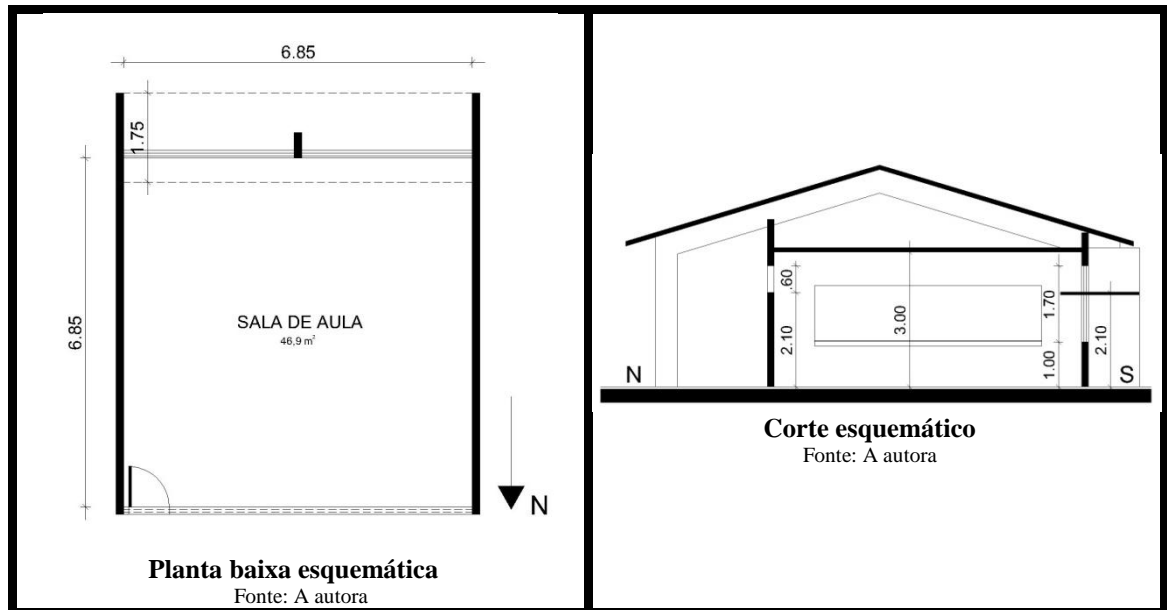 6.85
1.75
6.85
SALA DE AULA
46,9 m²
N
Planta baixa esquemática
Fonte: A autora
.60
2.10
3.00
1.70
1.00
2.10
N
S
Corte esquemático
Fonte: A autora